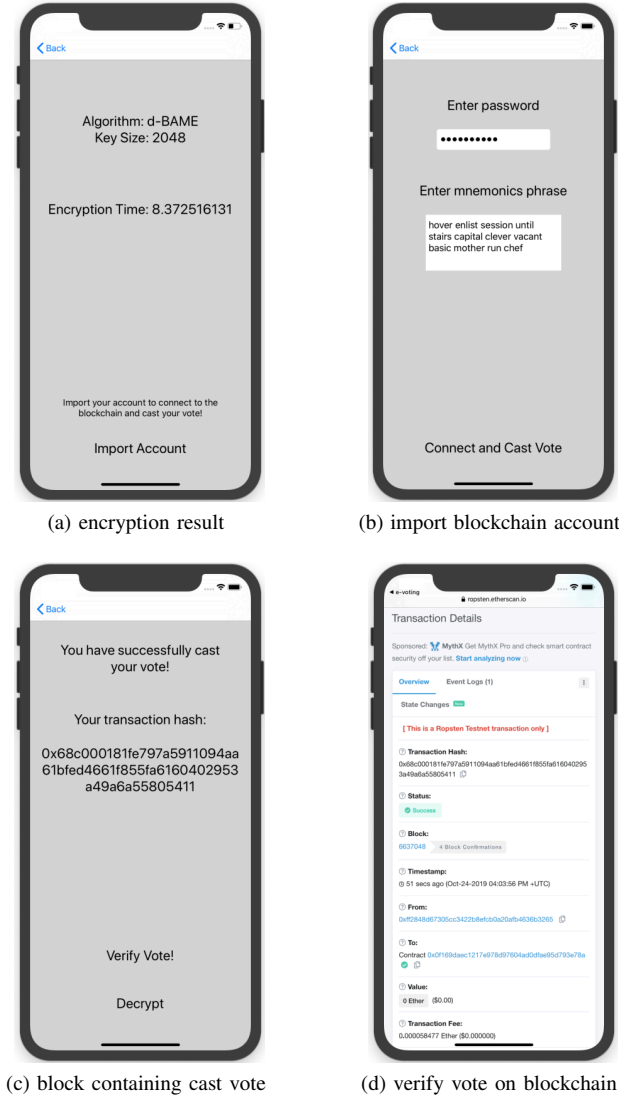 Back
Algorithm: d-BAME
Key Size: 2048
Encryption Time: 8.372516131
Import your account to connect to the
blockchain and cast your vote!
Import Account
(a) encryption result
Back
Enter password
Enter mnemonics phrase
hover enlist session until
stairs capital clever vacant
basic mother run chef
Connect and Cast Vote
(b) import blockchain account
Back
You have successfully cast
your vote!
Your transaction hash:
0x68c000181fe797a5911094aa
61bfed4661f855fa6160402953
a49a6a55805411
Verify Vote!
Decrypt
(c) block containing cast vote
e-voting
ropsten.etherscan.io
Transaction Details
Sponsored: MythX Get MythX Pro and check smart contract
security off your list. Start analyzing now
Overview Event Logs (1)
State Changes
[ This is a Ropsten Testnet transaction only ]
Transaction Hash:
0x68c000181fe797a5911094aa61bfed4661f855fa616040295
3a49a6a55805411
Status:
Success
Block:
6637048 4 Block Confirmations
Timestamp:
51 secs ago (Oct-24-2019 04:03:56 PM +UTC)
From:
0xff2848d67305cc3422b8efcb0a20afb4636b3265
To:
Contract 0x0f169daec1217e978d97604ad0dfae95d793e78a
Value:
0 Ether ($0.00)
Transaction Fee:
0.000058477 Ether ($0.000000)
(d) verify vote on blockchain